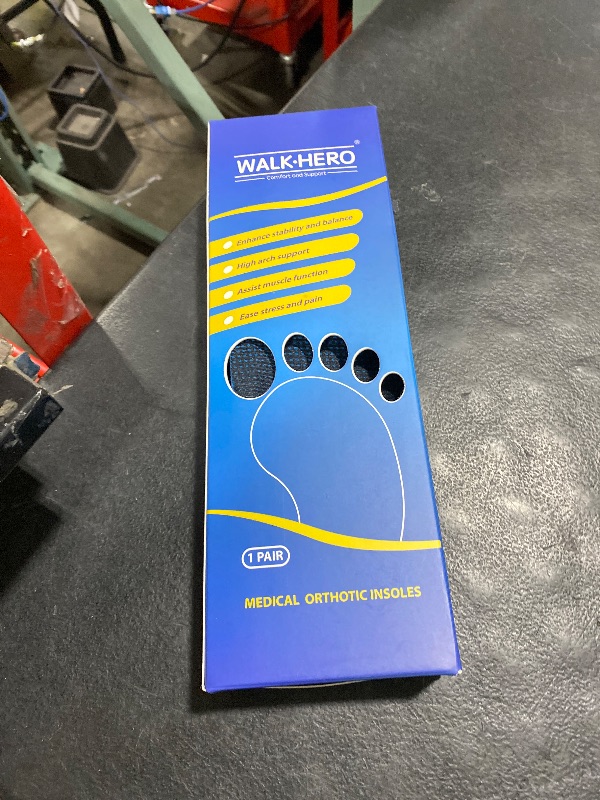 WALK·HERO®
Comfort and Support
Enhance stability and balance
High arch support
Assist muscle function
Ease stress and pain
1 PAIR
MEDICAL ORTHOTIC INSOLES